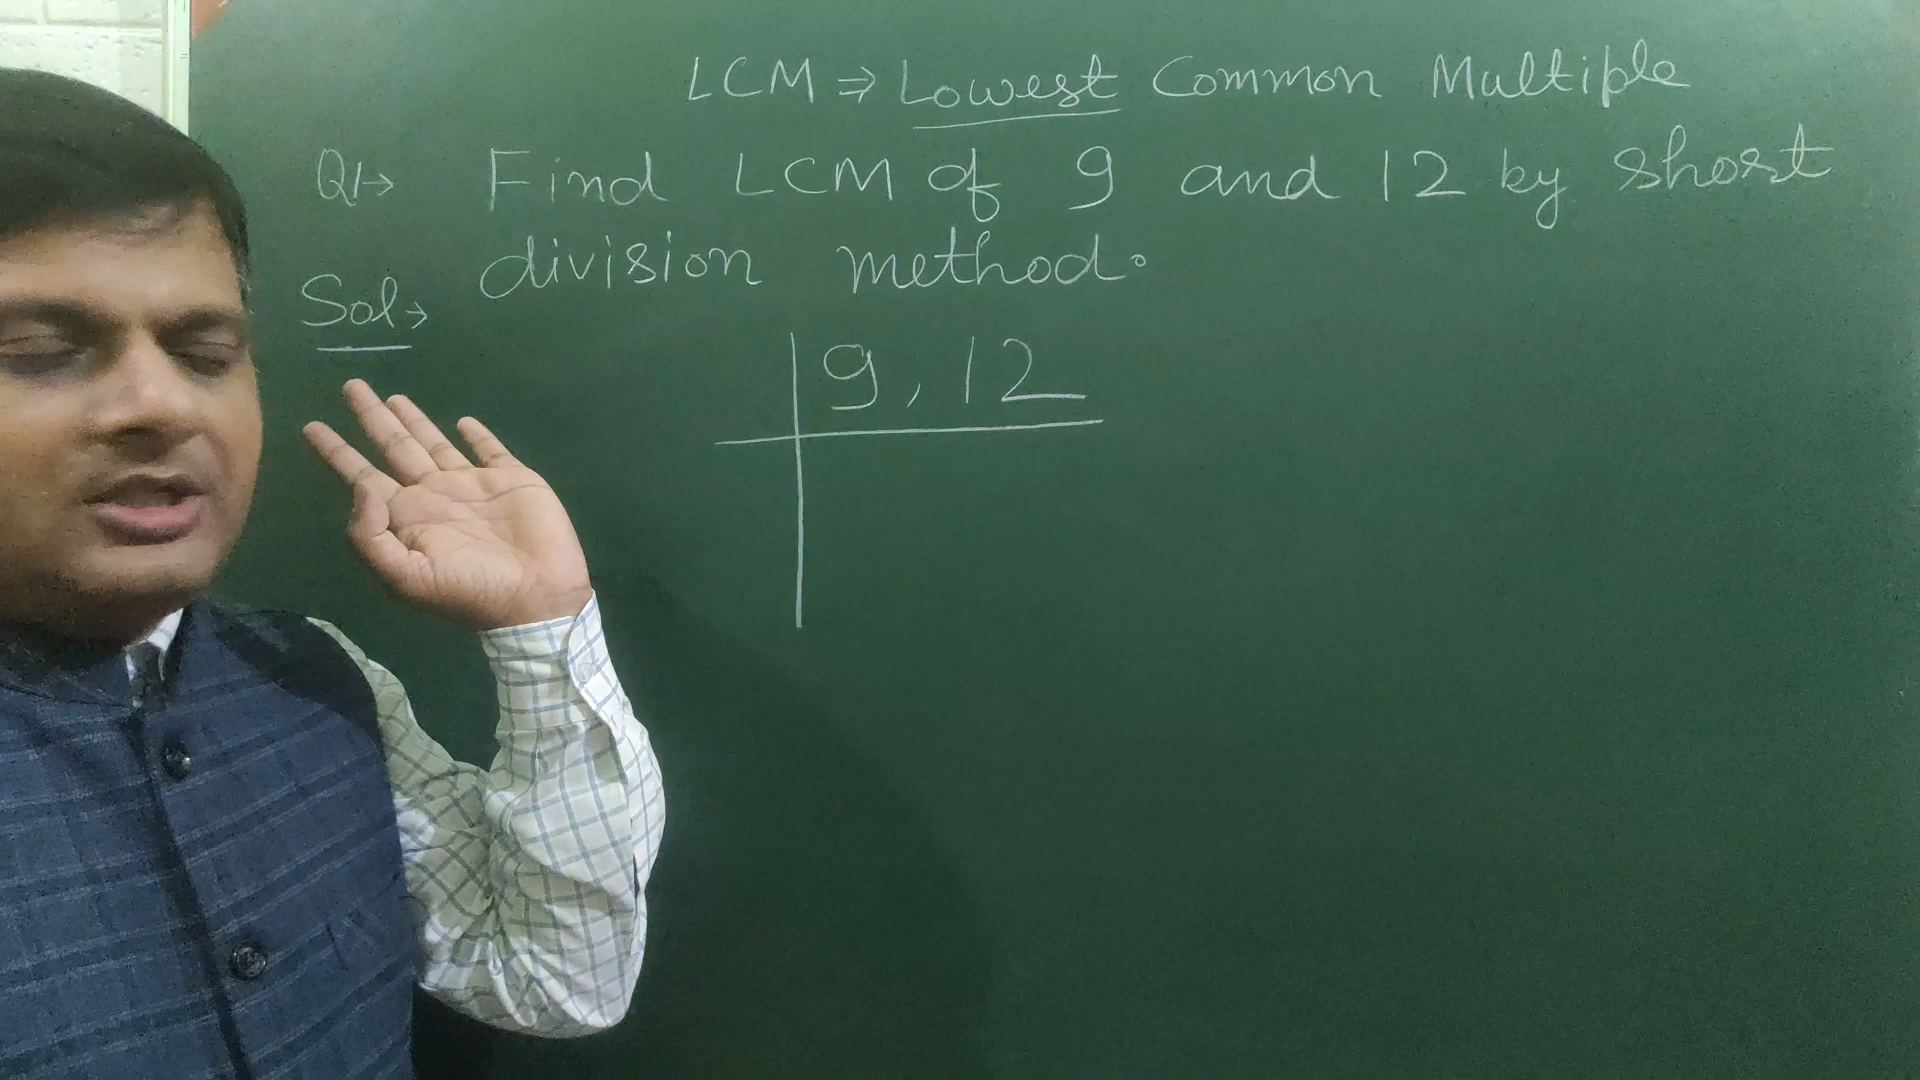 LCM ⇒ Lowest Common Multiple
Q1→ Find LCM of 9 and 12 by short
division method.
Sol→
9, 12